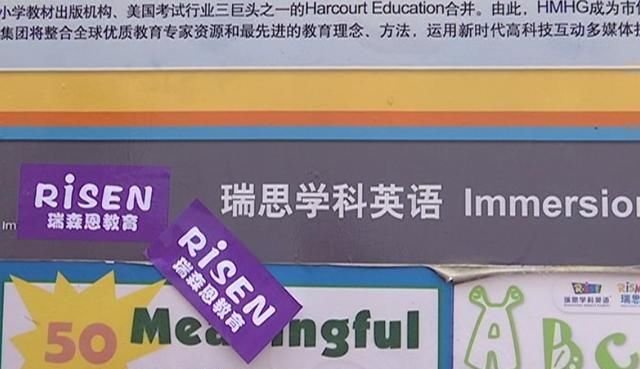 小学教材出版机构、美国考试行业三巨头之一的Harcourt Education合并。由此，HMHG成为市
集团将整合全球优质教育专家资源和最先进的教育理念、方法，运用新时代高科技互动多媒体技
RiSEN
瑞森恩教育
瑞思学科英语 Immersion
Im
RiSEN
瑞森恩教育
50 Meaningful
瑞思学科英语
瑞思
A B C